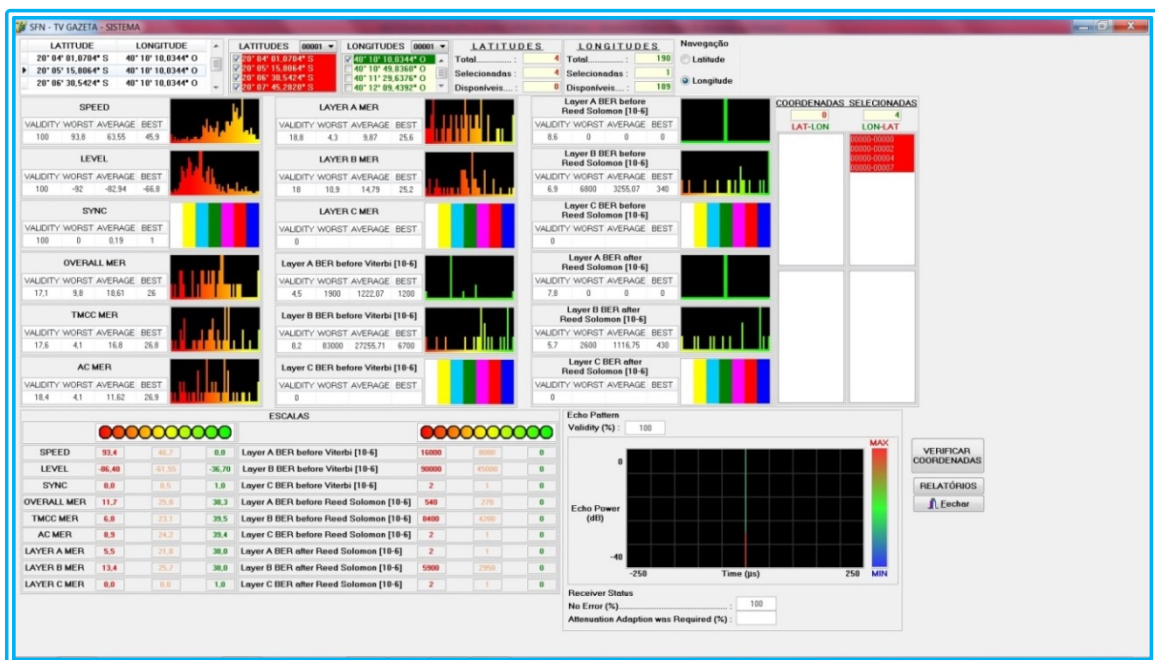 SFN - TV GAZETA - SISTEMA
LATITUDE LONGITUDE
20° 04' 01,0704" S 40° 10' 10,0344" O
20° 05' 15,0064" S 40° 10' 10,0344" O
20° 06' 30,5424" S 40° 10' 10,0344" O
LATITUDES 00001 LONGITUDES 00001
20° 04' 01,0704" S 40° 10' 10,0344" O
20° 05' 15,0064" S 40° 10' 49,8360" O
20° 06' 30,5424" S 40° 11' 29,6376" O
20° 07' 45,2020" S 40° 12' 09,4392" O
LATITUDES LONGITUDES
Total..........: 4 Total..........: 190
Selecionadas : 4 Selecionadas : 1
Disponíveis....: 0 Disponíveis....: 189
Navegação
Latitude
Longitude
SPEED
VALIDITY WORST AVERAGE BEST
100 93,8 63,55 45,9
LEVEL
VALIDITY WORST AVERAGE BEST
100 -92 -82,94 -66,8
SYNC
VALIDITY WORST AVERAGE BEST
100 0 0,19 1
OVERALL MER
VALIDITY WORST AVERAGE BEST
17,1 9,8 18,61 26
TMCC MER
VALIDITY WORST AVERAGE BEST
17,6 4,1 16,8 26,8
AC MER
VALIDITY WORST AVERAGE BEST
18,4 4,1 11,62 26,9
LAYER A MER
VALIDITY WORST AVERAGE BEST
18,8 4,3 9,87 25,6
LAYER B MER
VALIDITY WORST AVERAGE BEST
18 10,9 14,79 25,2
LAYER C MER
VALIDITY WORST AVERAGE BEST
0
Layer A BER before Viterbi [10-6]
VALIDITY WORST AVERAGE BEST
4,5 1900 1222,07 1200
Layer B BER before Viterbi [10-6]
VALIDITY WORST AVERAGE BEST
8,2 83000 27255,71 6700
Layer C BER before Viterbi [10-6]
VALIDITY WORST AVERAGE BEST
0
Layer A BER before
Reed Solomon [10-6]
VALIDITY WORST AVERAGE BEST
8,6 0 0 0
Layer B BER before
Reed Solomon [10-6]
VALIDITY WORST AVERAGE BEST
6,9 6800 3255,07 340
Layer C BER before
Reed Solomon [10-6]
VALIDITY WORST AVERAGE BEST
0
Layer A BER after
Reed Solomon [10-6]
VALIDITY WORST AVERAGE BEST
7,8 0 0 0
Layer B BER after
Reed Solomon [10-6]
VALIDITY WORST AVERAGE BEST
5,7 2600 1116,75 430
Layer C BER after
Reed Solomon [10-6]
VALIDITY WORST AVERAGE BEST
0
COORDENADAS SELECIONADAS
0 4
LAT-LON LON-LAT
00000-00000
00000-00002
00000-00004
00000-00007
ESCALAS
SPEED 93,4 46,7 0,0 Layer A BER before Viterbi [10-6] 16000 8000 0
LEVEL -86,40 -61,55 -36,70 Layer B BER before Viterbi [10-6] 90000 45000 0
SYNC 0,0 0,5 1,0 Layer C BER before Viterbi [10-6] 2 1 0
OVERALL MER 11,7 25,0 38,3 Layer A BER before Reed Solomon [10-6] 540 270 0
TMCC MER 6,8 23,1 39,5 Layer B BER before Reed Solomon [10-6] 8400 4200 0
AC MER 8,9 24,2 39,4 Layer C BER before Reed Solomon [10-6] 2 1 0
LAYER A MER 5,5 21,8 38,0 Layer A BER after Reed Solomon [10-6] 2 1 0
LAYER B MER 13,4 25,7 38,0 Layer B BER after Reed Solomon [10-6] 5900 2950 0
LAYER C MER 0,0 1,0 Layer C BER after Reed Solomon [10-6] 2 1 0
Echo Pattern
Validity (%) : 100
MAX
0
Echo Power
(dB)
-40
-250 Time (µs) 250 MIN
Receiver Status
No Error (%)............................ : 100
Attenuation Adaption was Required (%) :
VERIFICAR
COORDENADAS
RELATÓRIOS
Fechar